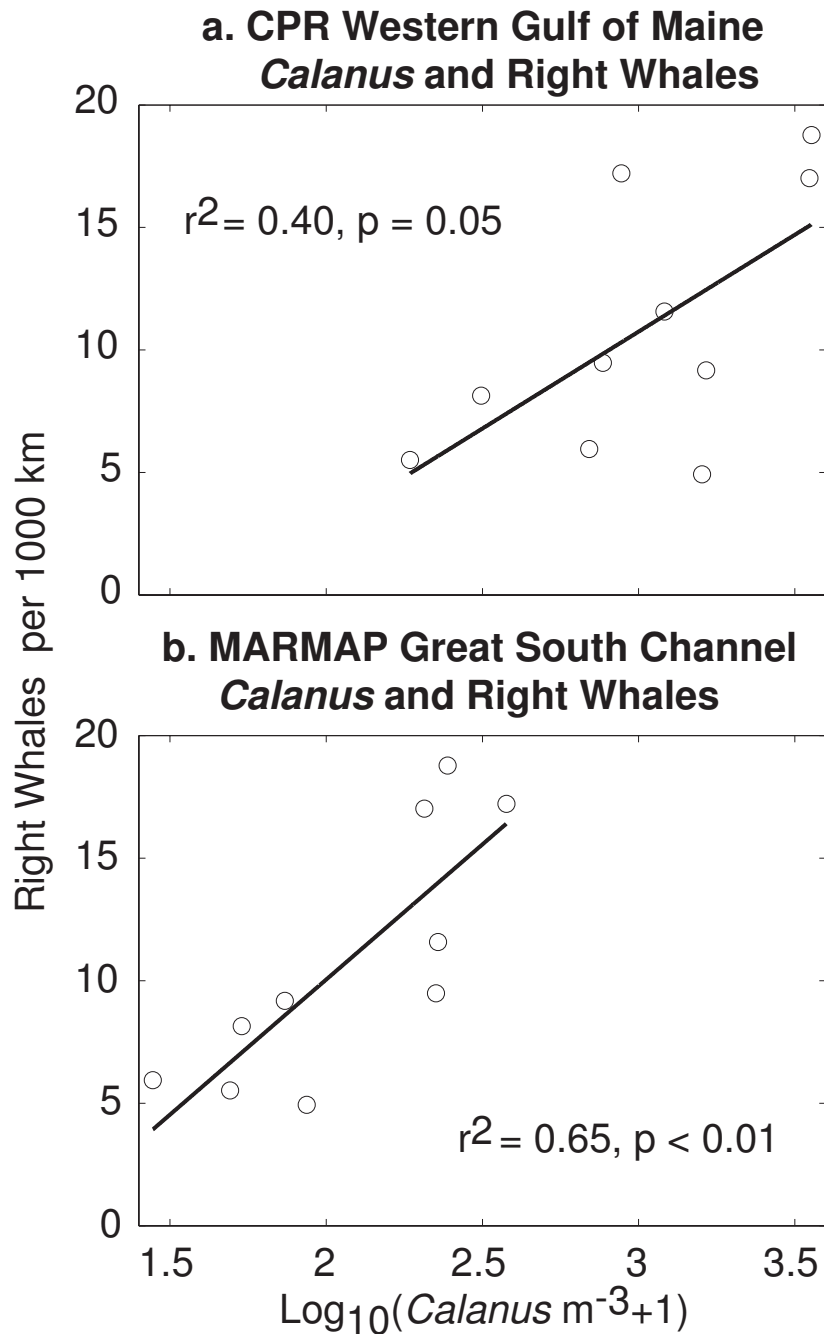 a. CPR Western Gulf of Maine
Calanus and Right Whales
20
15
10
5
0
r2 = 0.40, p = 0.05
Right Whales per 1000 km
b. MARMAP Great South Channel
Calanus and Right Whales
20
15
10
5
0
r2 = 0.65, p < 0.01
1.5 2 2.5 3 3.5
Log10(Calanus m-3+1)